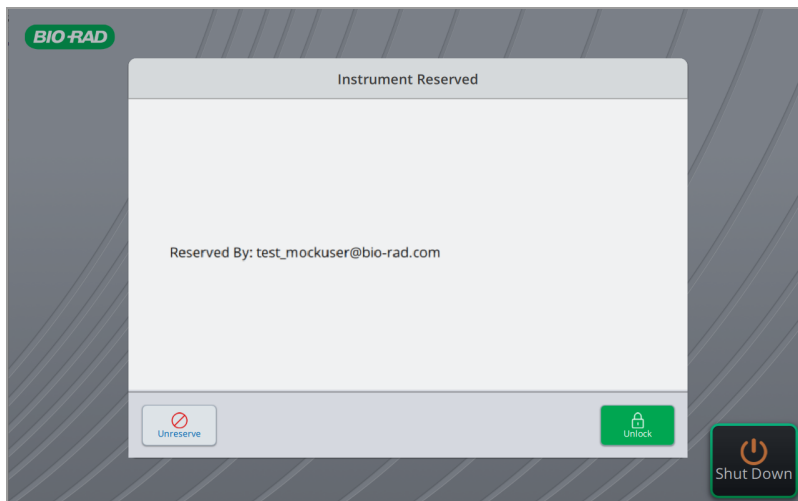 BIO-RAD
Instrument Reserved
Reserved By: test_mockuser@bio-rad.com
Unreserve
Unlock
Shut Down